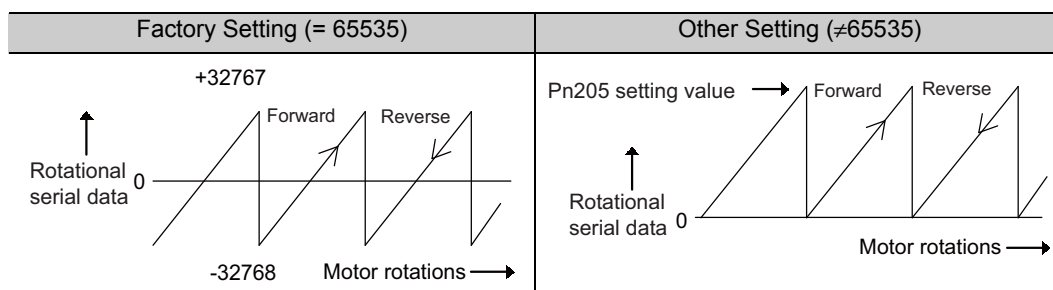 Factory Setting (= 65535)
+32767
Forward
Reverse
Rotational
serial data
0
-32768
Motor rotations
Other Setting (≠65535)
Pn205 setting value
Forward
Reverse
Rotational
serial data
0
Motor rotations